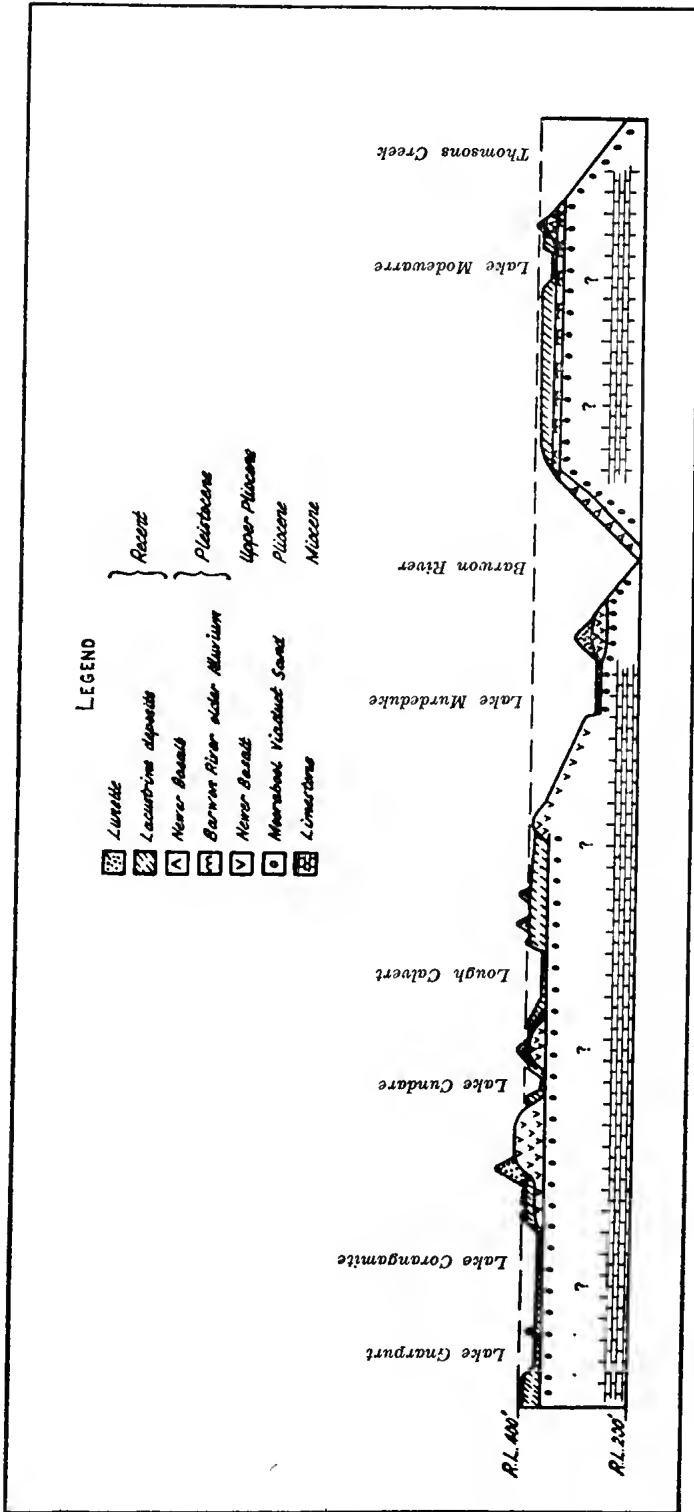 LEGEND
Lunette
Lacustrine deposits
Recent
Newer Basalt
Barwon River older Alluvium
Pleistocene
Newer Basalt
Upper Pliocene
Moorabool Viaduct Sand
Pliocene
Limestone
Miocene
Lake Gnarpurt
Lake Corangamite
Lake Cundare
Lough Calvert
Lake Murdeduke
Barwon River
Lake Modewarre
Thomsons Creek
R.L. 400'
R.L. 200'
?
?
?
?
?
?
?